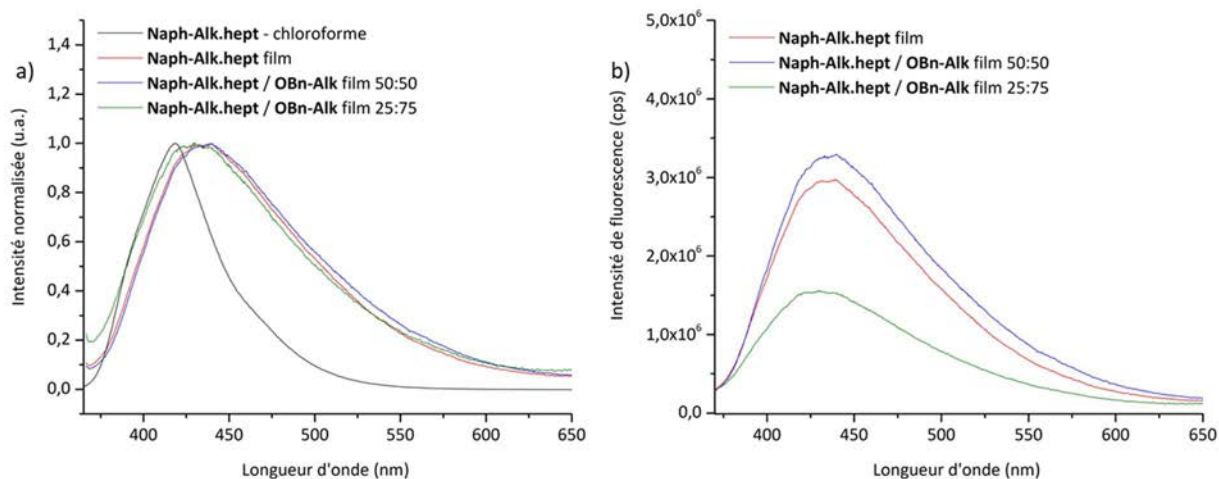 a)
Naph-Alk.hept - chloroforme
Naph-Alk.hept film
Naph-Alk.hept / OBn-Alk film 50:50
Naph-Alk.hept / OBn-Alk film 25:75
Intensité normalisée (u.a.)
1,4
1,2
1,0
0,8
0,6
0,4
0,2
0,0
400 450 500 550 600 650
Longueur d'onde (nm)
b)
Naph-Alk.hept film
Naph-Alk.hept / OBn-Alk film 50:50
Naph-Alk.hept / OBn-Alk film 25:75
Intensité de fluorescence (cps)
5,0x10⁶
4,0x10⁶
3,0x10⁶
2,0x10⁶
1,0x10⁶
0,0
400 450 500 550 600 650
Longueur d'onde (nm)